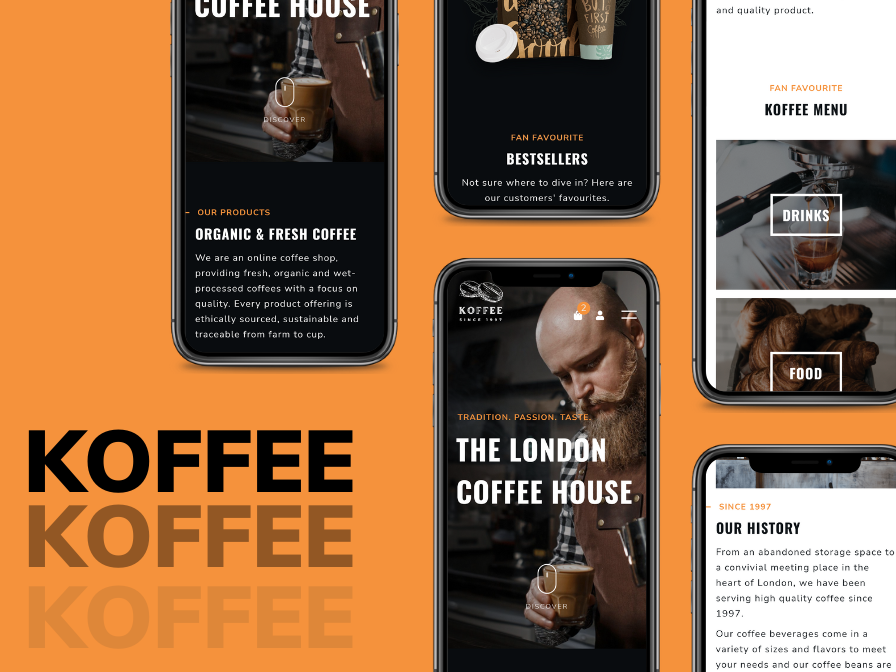 COFFEE HOUSE
DISCOVER
OUR PRODUCTS
ORGANIC & FRESH COFFEE
We are an online coffee shop,
providing fresh, organic and wet-
processed coffees with a focus on
quality. Every product offering is
ethically sourced, sustainable and
traceable from farm to cup.
KOFFEE
KOFFEE
KOFFEE
Good
BUT
FIRST
Coffee
FAN FAVOURITE
BESTSELLERS
Not sure where to dive in? Here are
our customers' favourites.
KOFFEE
SINCE 1997
2
TRADITION. PASSION. TASTE.
THE LONDON
COFFEE HOUSE
DISCOVER
and quality product.
FAN FAVOURITE
KOFFEE MENU
DRINKS
FOOD
SINCE 1997
OUR HISTORY
From an abandoned storage space to
a convivial meeting place in the
heart of London, we have been
serving high quality coffee since
1997.
Our coffee beverages come in a
variety of sizes and flavors to meet
your needs and our coffee beans are